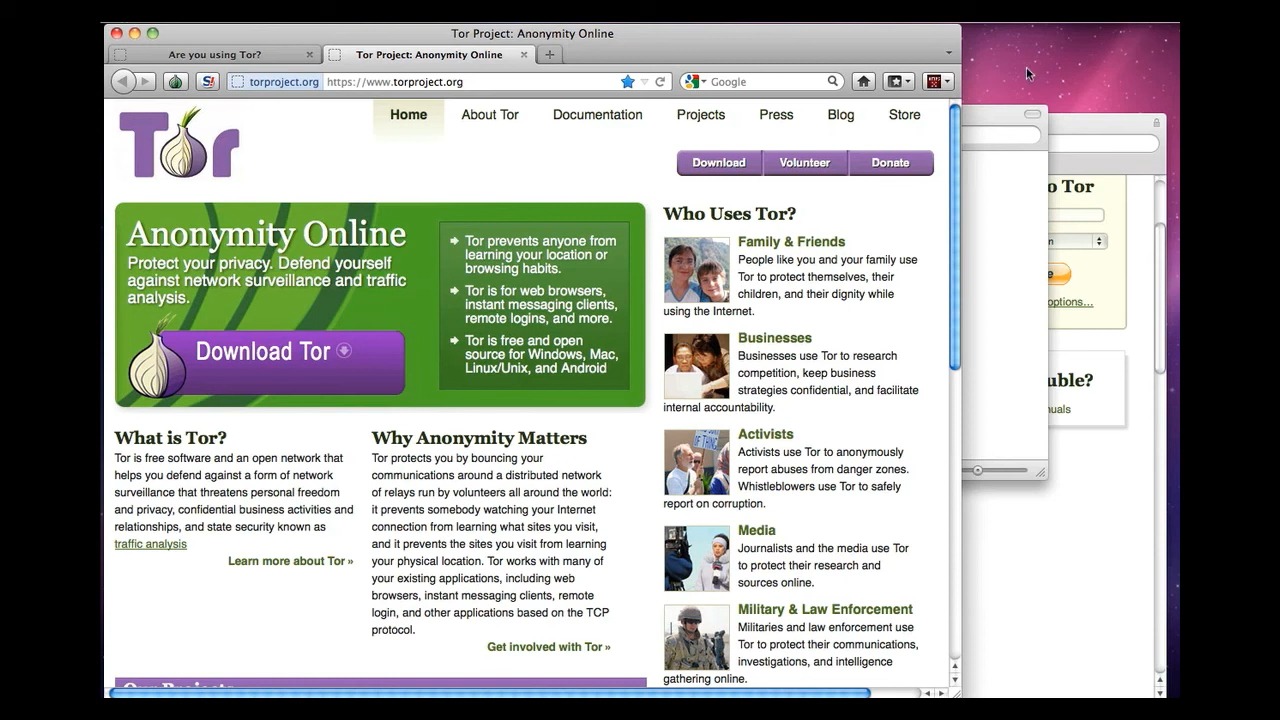 Tor Project: Anonymity Online
Are you using Tor?
Tor Project: Anonymity Online
torproject.org
https://www.torproject.org
Google
Tor
Home
About Tor
Documentation
Projects
Press
Blog
Store
Download
Volunteer
Donate
Anonymity Online
Protect your privacy. Defend yourself
against network surveillance and traffic
analysis.
Download Tor
Tor prevents anyone from
learning your location or
browsing habits.
Tor is for web browsers,
instant messaging clients,
remote logins, and more.
Tor is free and open
source for Windows, Mac,
Linux/Unix, and Android
What is Tor?
Tor is free software and an open network that
helps you defend against a form of network
surveillance that threatens personal freedom
and privacy, confidential business activities and
relationships, and state security known as
traffic analysis
Learn more about Tor »
Why Anonymity Matters
Tor protects you by bouncing your
communications around a distributed network
of relays run by volunteers all around the world:
it prevents somebody watching your Internet
connection from learning what sites you visit,
and it prevents the sites you visit from learning
your physical location. Tor works with many of
your existing applications, including web
browsers, instant messaging clients, remote
login, and other applications based on the TCP
protocol.
Get involved with Tor »
Who Uses Tor?
Family & Friends
People like you and your family use
Tor to protect themselves, their
children, and their dignity while
using the Internet.
Businesses
Businesses use Tor to research
competition, keep business
strategies confidential, and facilitate
internal accountability.
Activists
Activists use Tor to anonymously
report abuses from danger zones.
Whistleblowers use Tor to safely
report on corruption.
Media
Journalists and the media use Tor
to protect their research and
sources online.
Military & Law Enforcement
Militaries and law enforcement use
Tor to protect their communications,
investigations, and intelligence
gathering online.
Our Projects
o Tor
n
e
options...
uble?
nuals